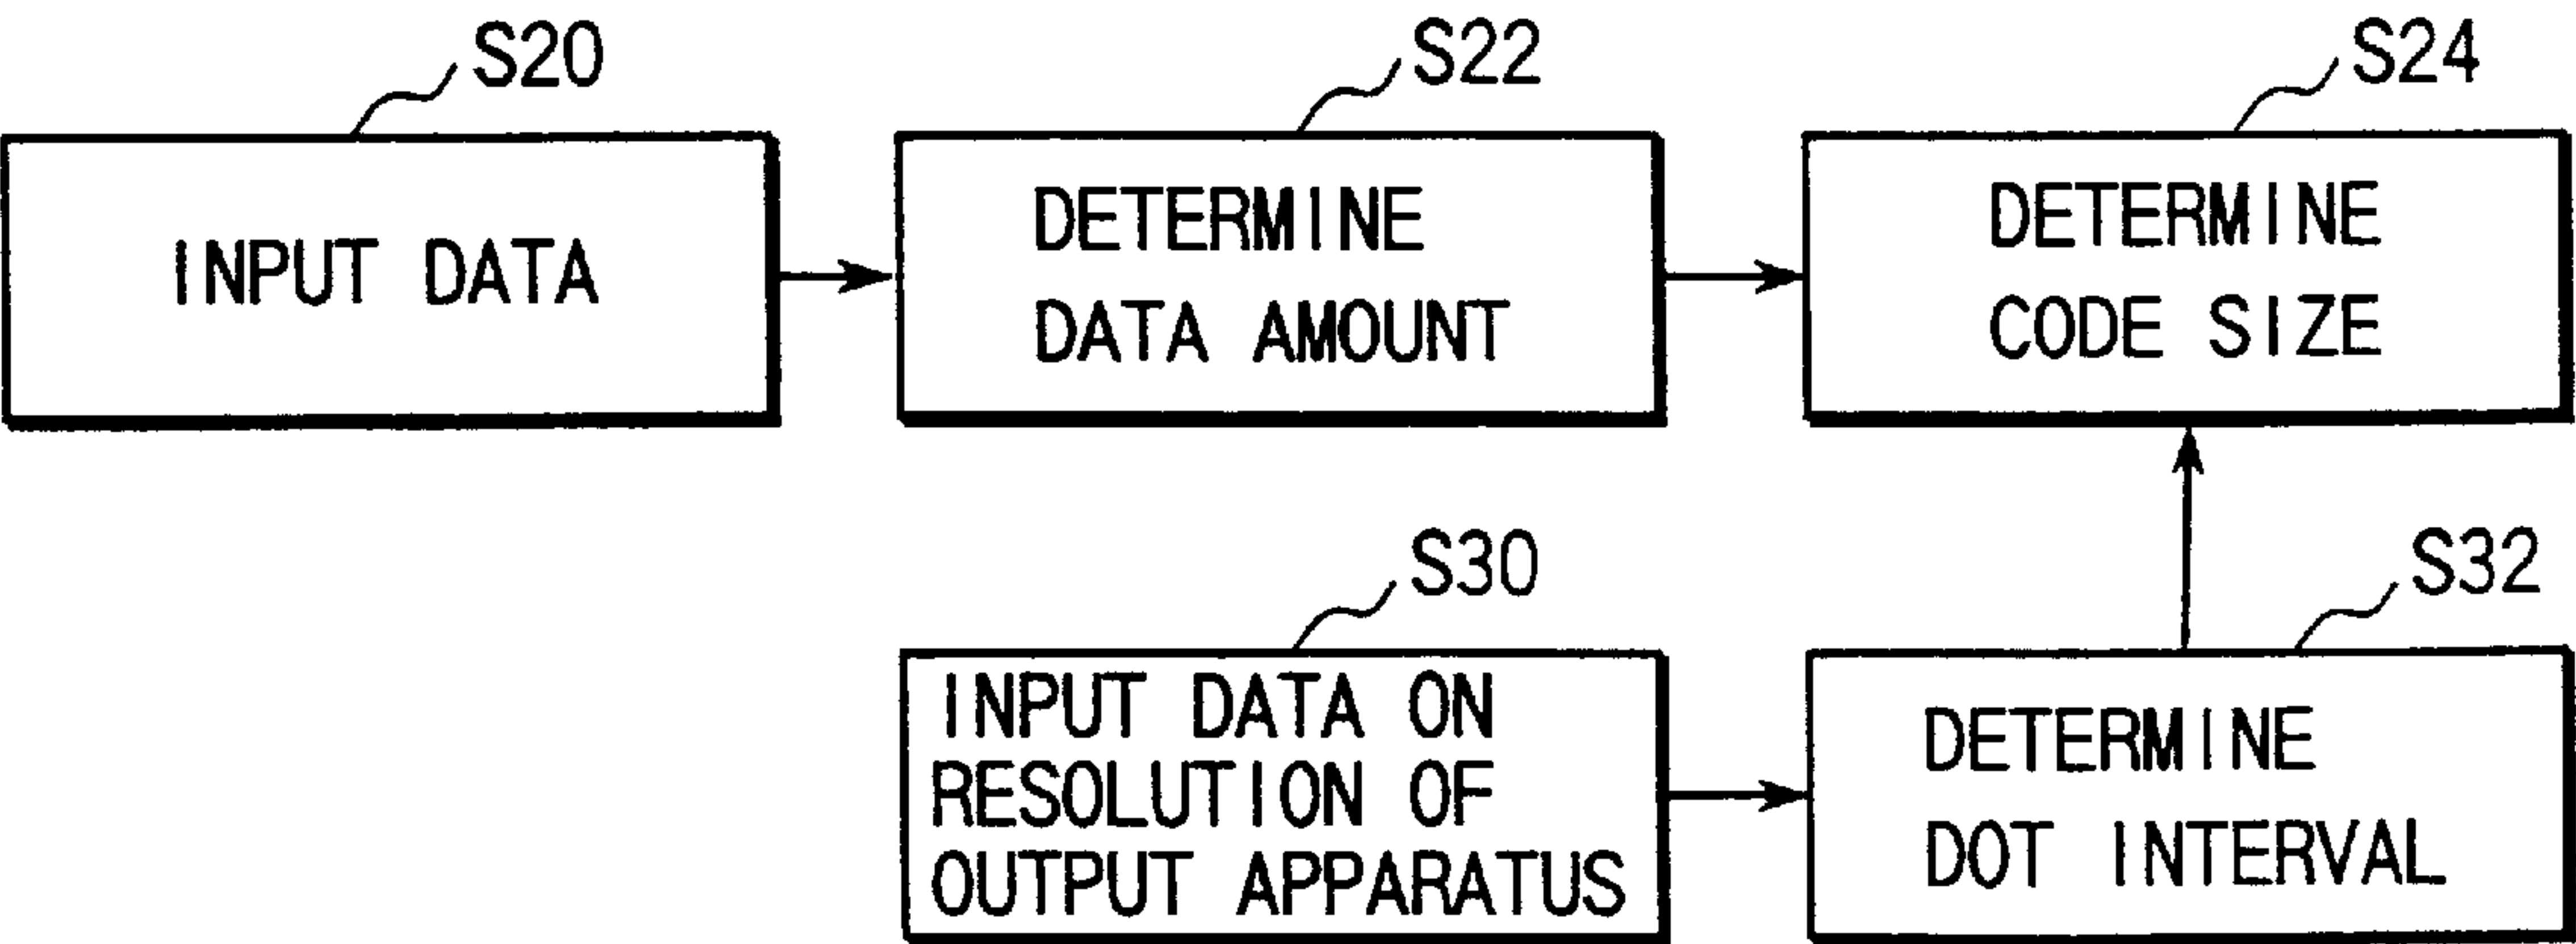 S20
S22
S24
INPUT DATA
DETERMINE
DATA AMOUNT
DETERMINE
CODE SIZE
S30
S32
INPUT DATA ON
RESOLUTION OF
OUTPUT APPARATUS
DETERMINE
DOT INTERVAL